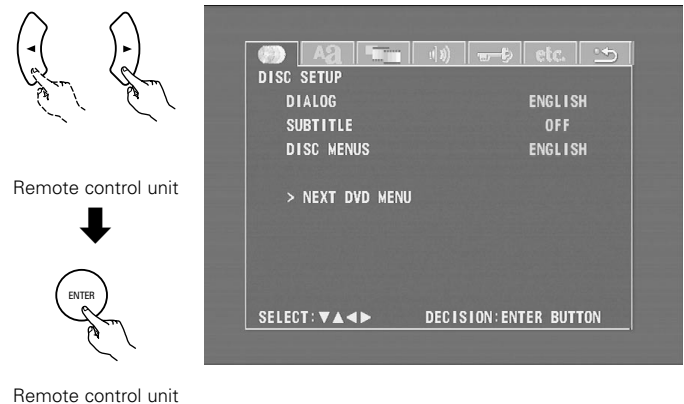 Remote control unit
ENTER
Remote control unit
Aa etc.
DISC SETUP
DIALOG ENGLISH
SUBTITLE OFF
DISC MENUS ENGLISH
> NEXT DVD MENU
SELECT:▼▲◀▶ DECISION:ENTER BUTTON